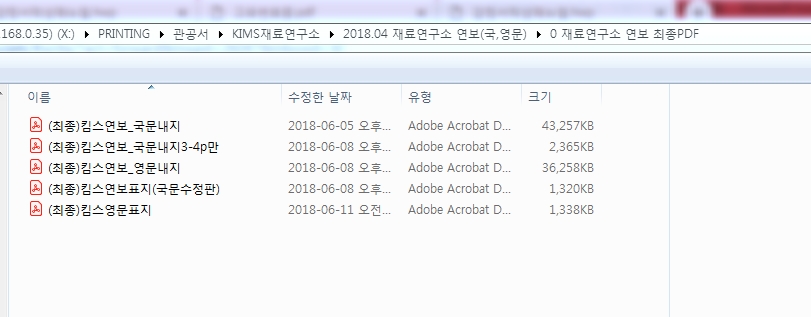 168.0.35) (X:) ▸ PRINTING ▸ 관공서 ▸ KIMS재료연구소 ▸ 2018.04 재료연구소 연보(국,영문) ▸ 0 재료연구소 연보 최종PDF
이름 수정한 날짜 유형 크기
(최종)킴스연보_국문내지 2018-06-05 오후... Adobe Acrobat D... 43,257KB
(최종)킴스연보_국문내지3-4p만 2018-06-08 오후... Adobe Acrobat D... 2,365KB
(최종)킴스연보_영문내지 2018-06-08 오후... Adobe Acrobat D... 36,258KB
(최종)킴스연보표지(국문수정판) 2018-06-08 오후... Adobe Acrobat D... 1,320KB
(최종)킴스영문표지 2018-06-11 오전... Adobe Acrobat D... 1,338KB